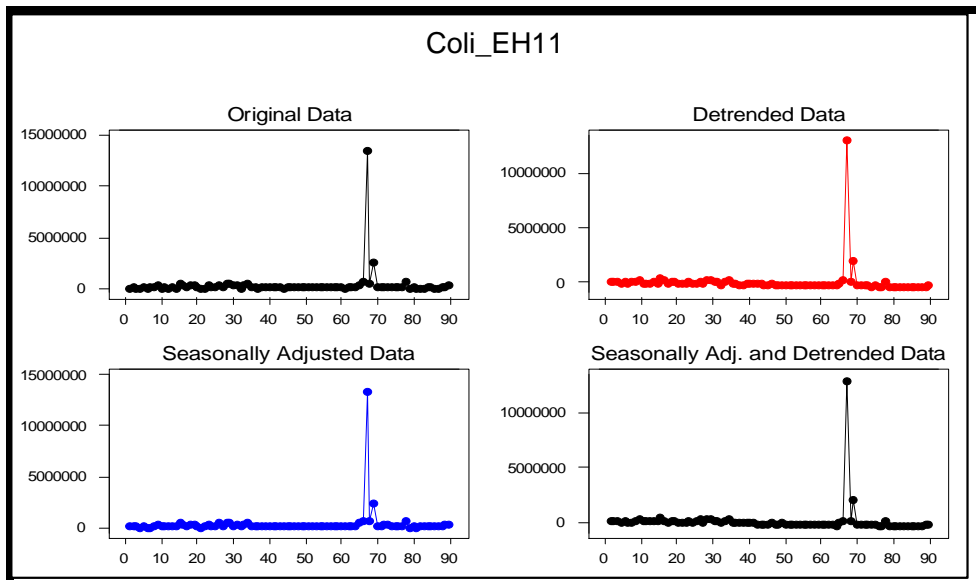 Coli_EH11
Original Data
15000000
10000000
5000000
0
0 10 20 30 40 50 60 70 80 90
Detrended Data
10000000
5000000
0
0 10 20 30 40 50 60 70 80 90
Seasonally Adjusted Data
15000000
10000000
5000000
0
0 10 20 30 40 50 60 70 80 90
Seasonally Adj. and Detrended Data
10000000
5000000
0
0 10 20 30 40 50 60 70 80 90